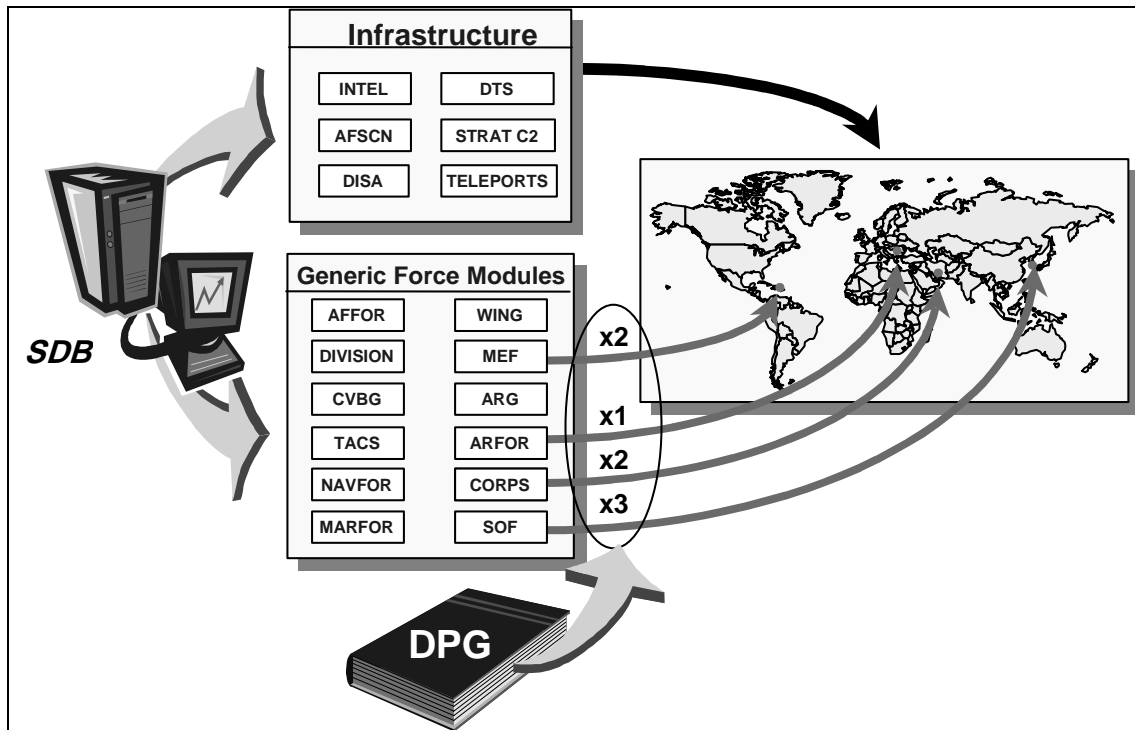 Infrastructure
INTEL DTS
AFSCN STRAT C2
DISA TELEPORTS
SDB
Generic Force Modules
AFFOR WING
DIVISION MEF
CVBG ARG
TACS ARFOR
NAVFOR CORPS
MARFOR SOF
x2
x1
x2
x3
DPG